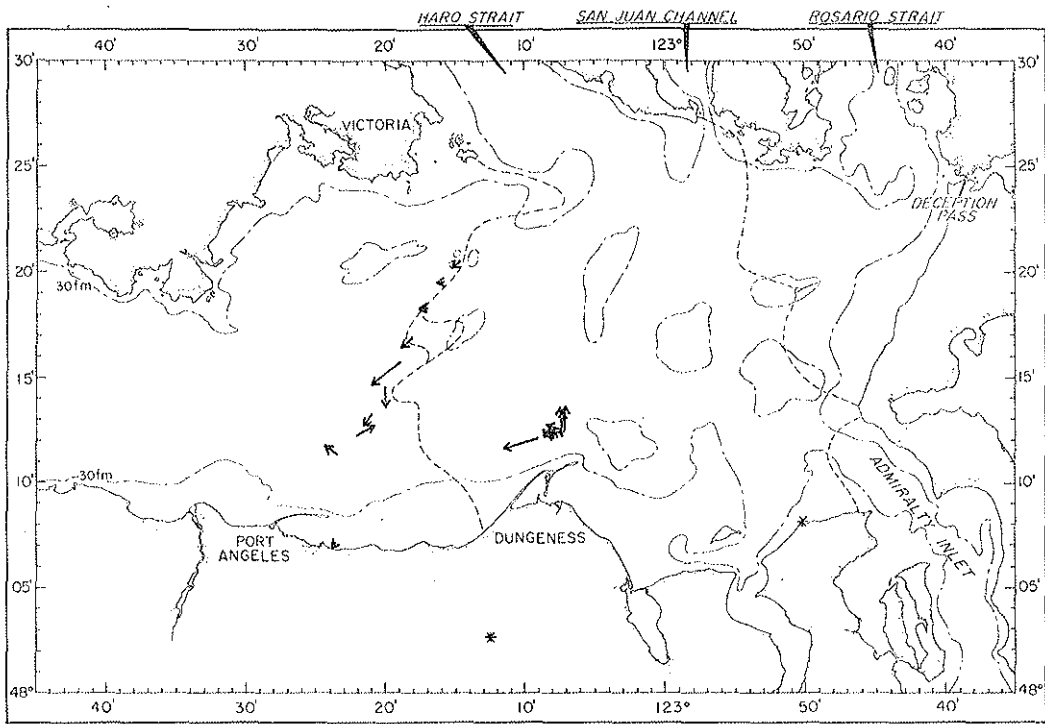 HARO STRAIT SAN JUAN CHANNEL ROSARIO STRAIT
40' 20' 10' 123° 50' 40'
30' 30'
VICTORIA
25' 25'
DECEPTION
PASS
20' 20'
30fm
15' 15'
30fm
10' 10'
ADMIRALTY INLET
PORT
ANGELES
DUNGENESS
05' 05'
48° 48°
40' 20' 10' 123° 50' 40'